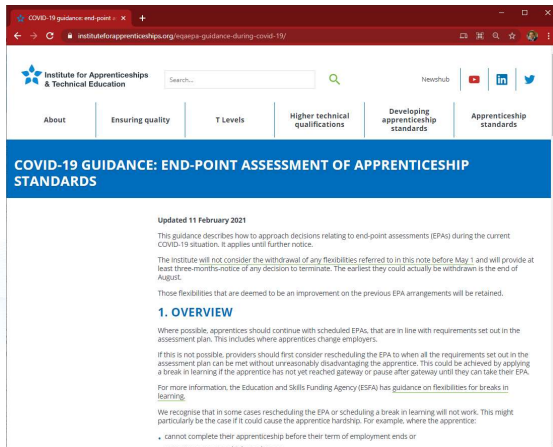 COVID-19 guidance: end-point a
instituteforapprenticeships.org/eqaepa-guidance-during-covid-19/
Institute for Apprenticeships
& Technical Education
Search...
Newshub
About
Ensuring quality
T Levels
Higher technical
qualifications
Developing
apprenticeship
standards
Apprenticeship
standards
COVID-19 GUIDANCE: END-POINT ASSESSMENT OF APPRENTICESHIP
STANDARDS
Updated 11 February 2021
This guidance describes how to approach decisions relating to end-point assessments (EPAs) during the current
COVID-19 situation. It applies until further notice.
The Institute will not consider the withdrawal of any flexibilities referred to in this note before May 1 and will provide at
least three-months-notice of any decision to terminate. The earliest they could actually be withdrawn is the end of
August.
Those flexibilities that are deemed to be an improvement on the previous EPA arrangements will be retained.
1. OVERVIEW
Where possible, apprentices should continue with scheduled EPAs, that are in line with requirements set out in the
assessment plan. This includes where apprentices change employers.
If this is not possible, providers should first consider rescheduling the EPA to when all the requirements set out in the
assessment plan can be met without unreasonably disadvantaging the apprentice. This could be achieved by applying
a break in learning if the apprentice has not yet reached gateway or pause after gateway until they can take their EPA.
For more information, the Education and Skills Funding Agency (ESFA) has guidance on flexibilities for breaks in
learning.
We recognise that in some cases rescheduling the EPA or scheduling a break in learning will not work. This might
particularly be the case if it could cause the apprentice hardship. For example, where the apprentice:
• cannot complete their apprenticeship before their term of employment ends or